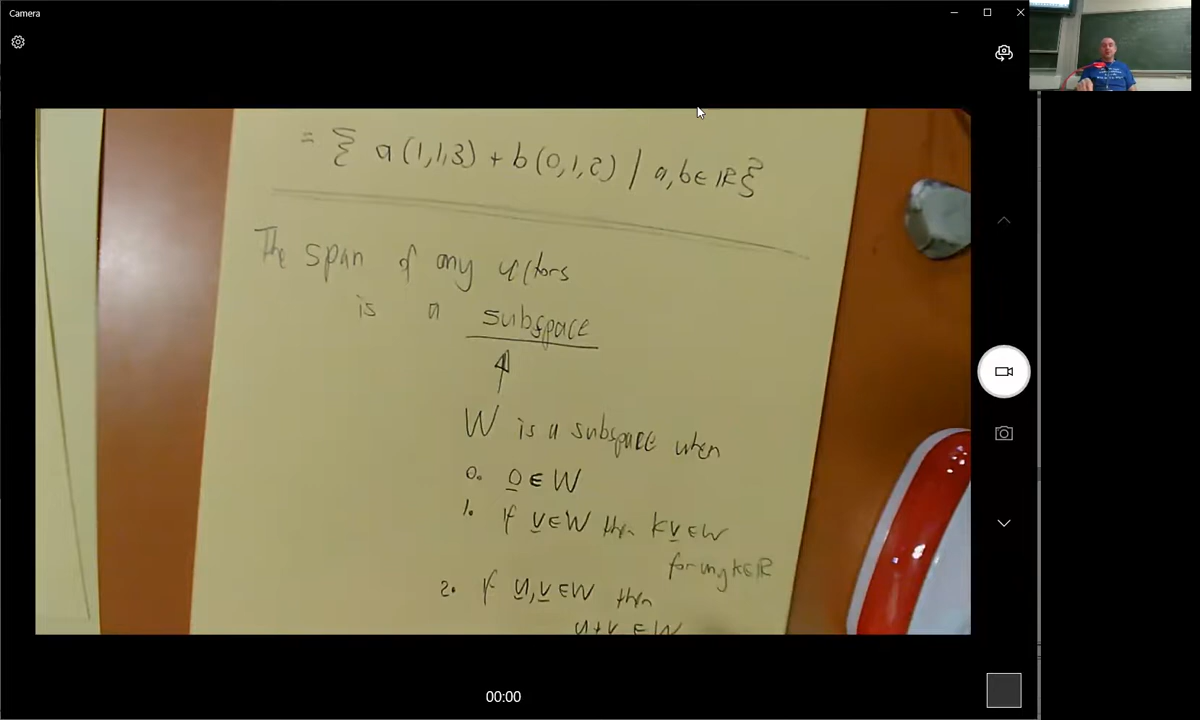 Camera
= { a(1,1,3) + b(0,1,2) | a,b∈ℝ}
The span of any vectors
is a subspace
W is a subspace when
0. 0∈W
1. if v∈W then kv∈W
for any k∈ℝ
2. if u,v∈W then
u+v∈W
00:00